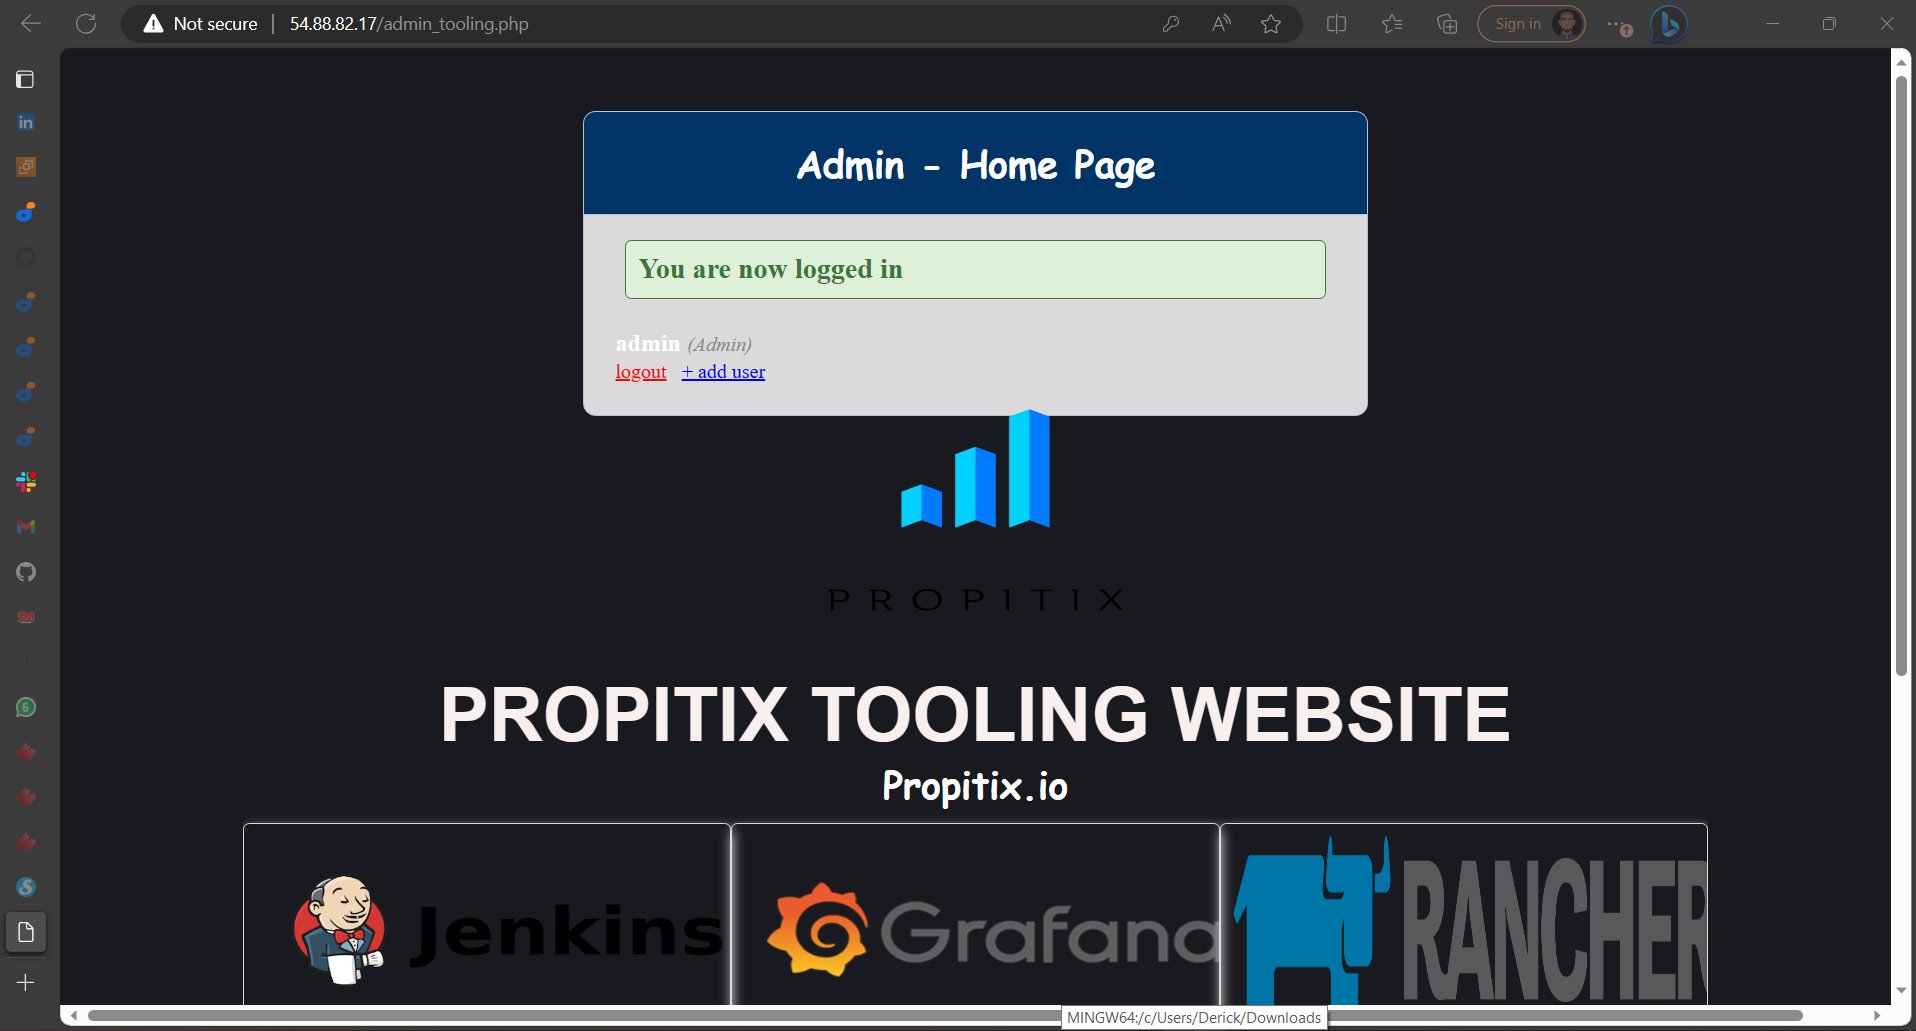 Not secure
54.88.82.17/admin_tooling.php
Sign in
Admin - Home Page
You are now logged in
admin (Admin)
logout + add user
PROPITIX
PROPITIX TOOLING WEBSITE
Propitix.io
Jenkins
Grafana
RANCHER
MINGW64:/c/Users/Derick/Downloads